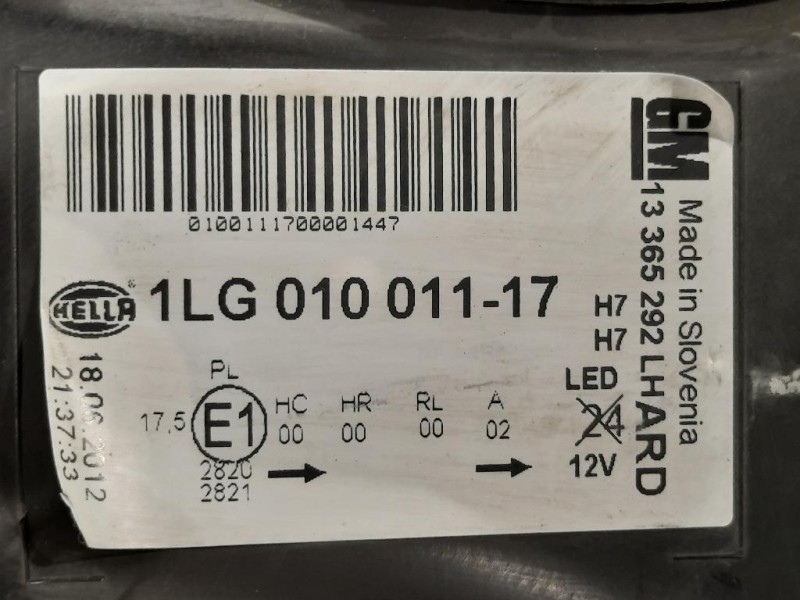 0100111700001447
HELLA
®
1LG 010 011-17
GM
13 365 292 LHARD
Made in Slovenia
H7
H7
LED
24
12V
18.06.2012
21:37:33
PL
17,5
E1
HC HR RL A
00 00 00 02
2820
2821